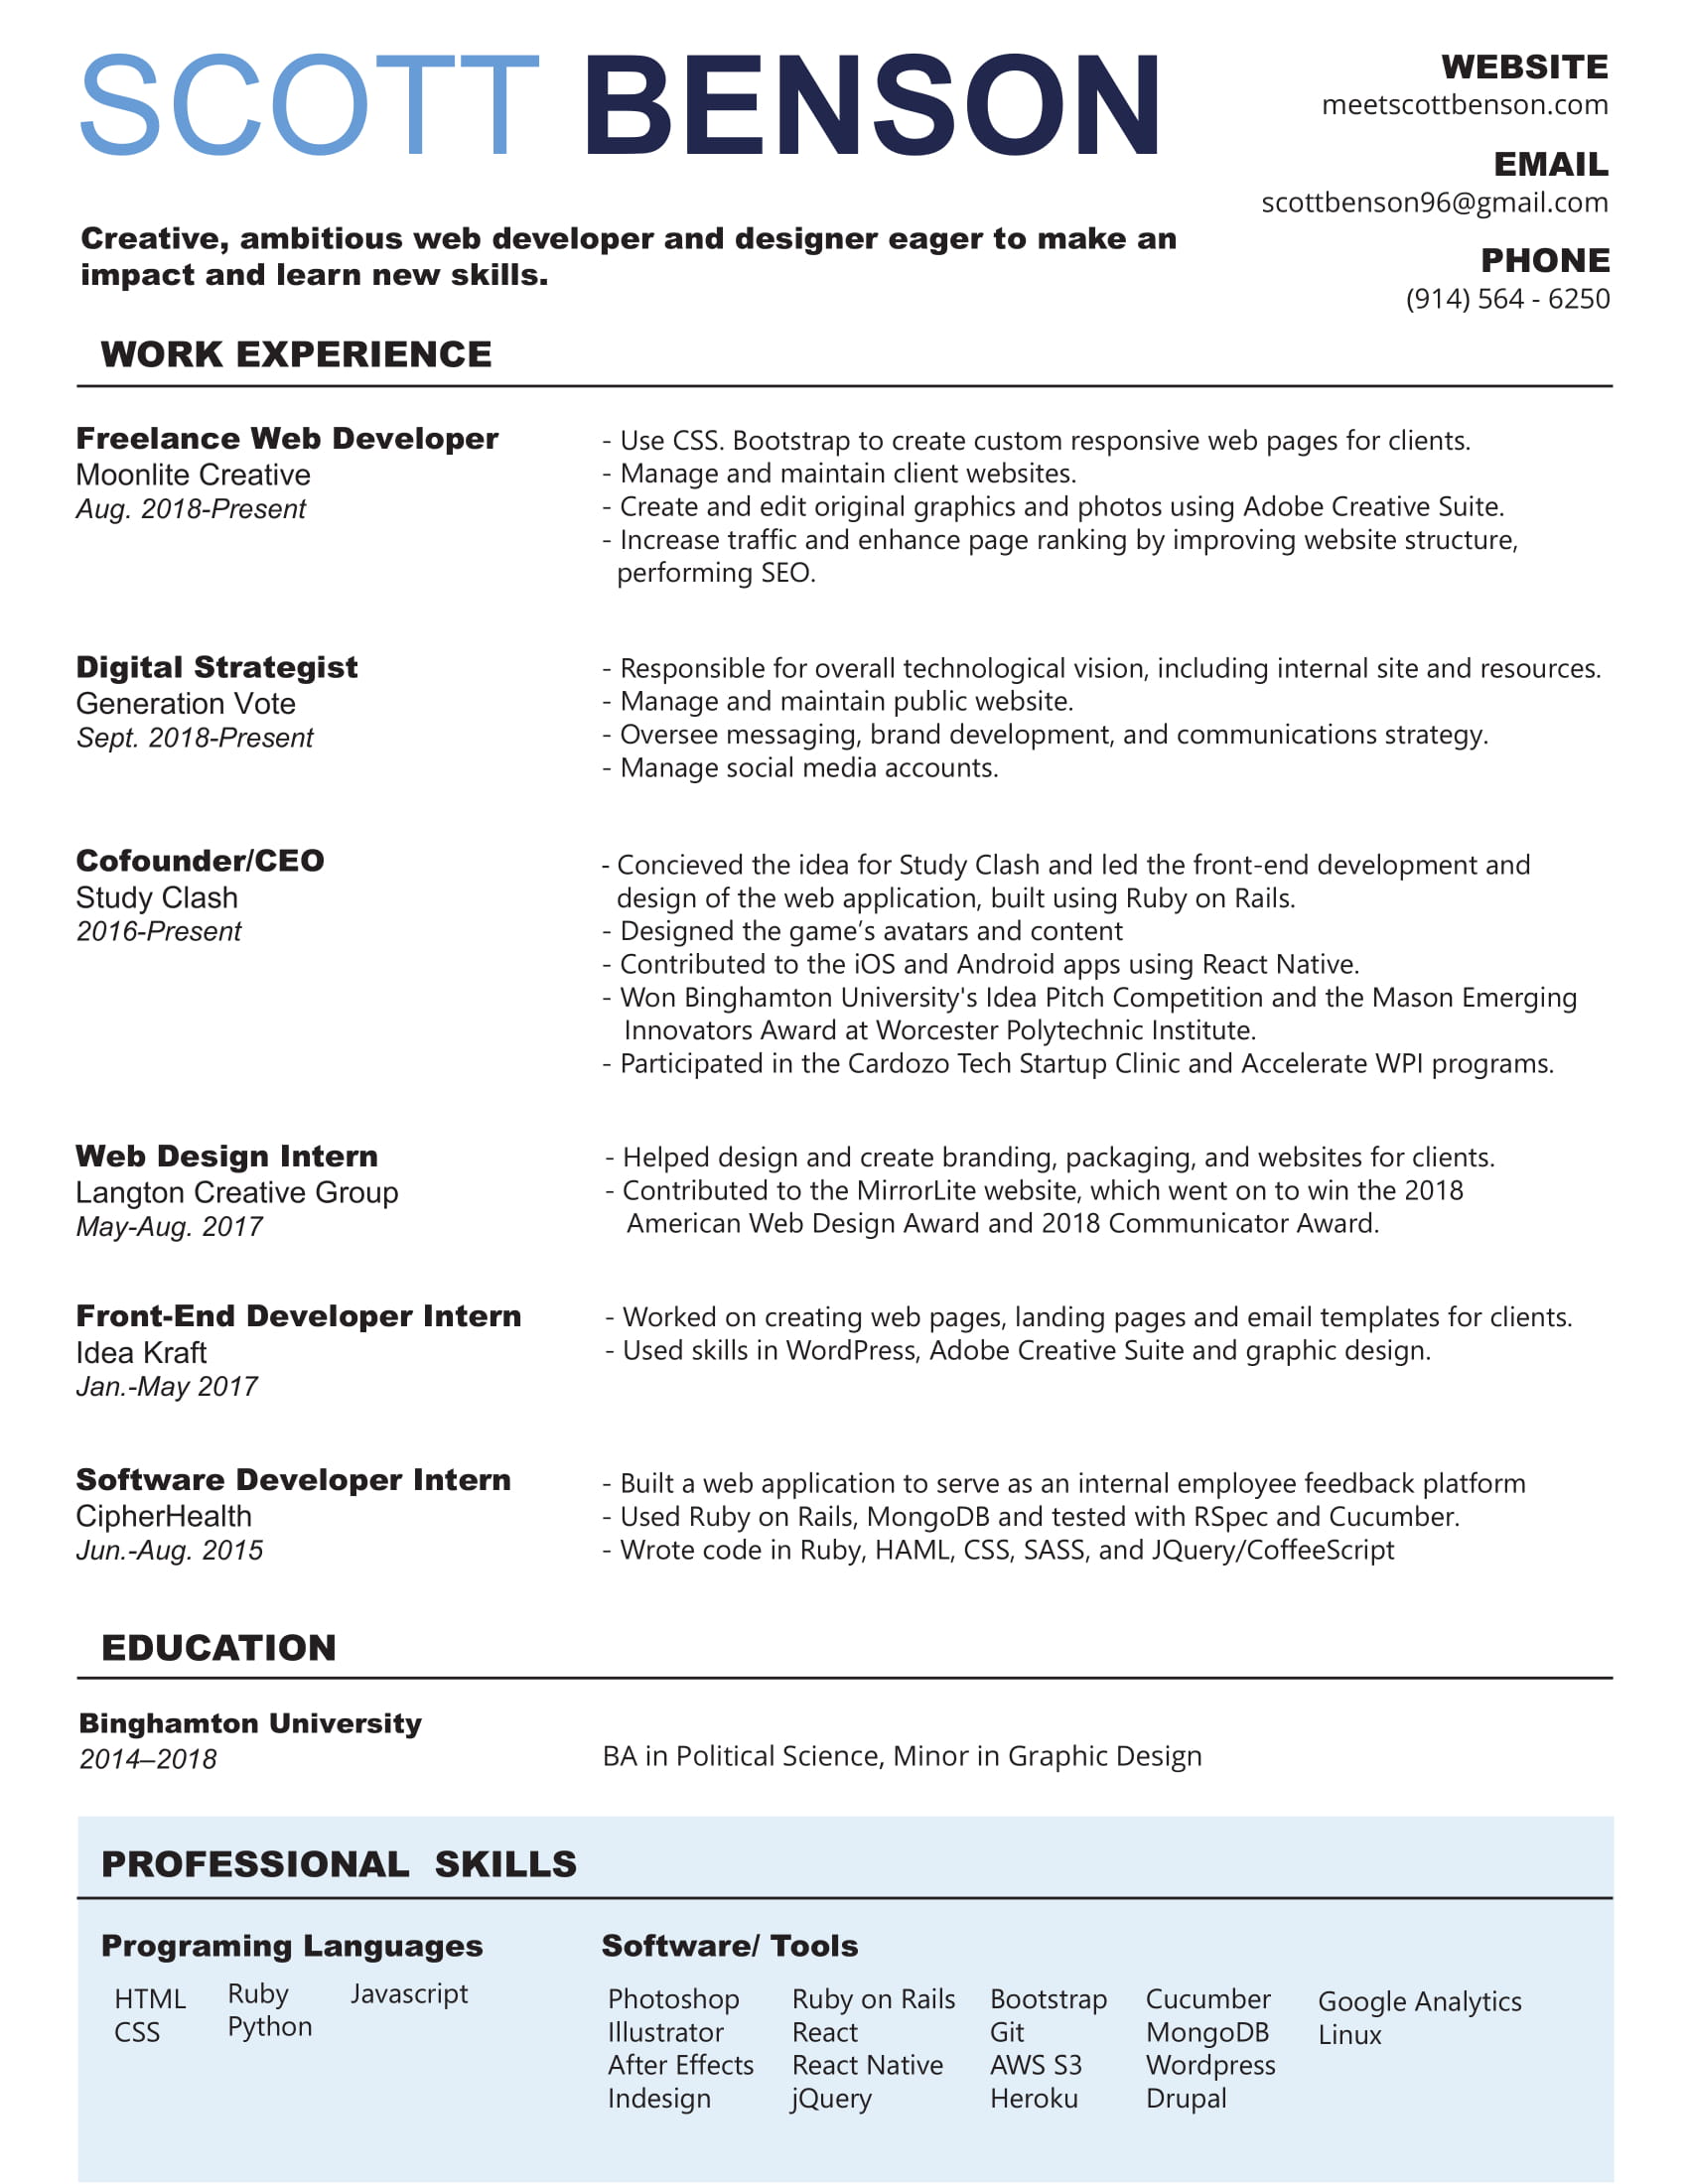 SCOTT BENSON
WEBSITE
meetscottbenson.com
EMAIL
scottbenson96@gmail.com
PHONE
(914) 564 - 6250
Creative, ambitious web developer and designer eager to make an
impact and learn new skills.
WORK EXPERIENCE
Freelance Web Developer
Moonlite Creative
Aug. 2018-Present
- Use CSS. Bootstrap to create custom responsive web pages for clients.
- Manage and maintain client websites.
- Create and edit original graphics and photos using Adobe Creative Suite.
- Increase traffic and enhance page ranking by improving website structure,
performing SEO.
Digital Strategist
Generation Vote
Sept. 2018-Present
- Responsible for overall technological vision, including internal site and resources.
- Manage and maintain public website.
- Oversee messaging, brand development, and communications strategy.
- Manage social media accounts.
Cofounder/CEO
Study Clash
2016-Present
- Concieved the idea for Study Clash and led the front-end development and
design of the web application, built using Ruby on Rails.
- Designed the game’s avatars and content
- Contributed to the iOS and Android apps using React Native.
- Won Binghamton University's Idea Pitch Competition and the Mason Emerging
Innovators Award at Worcester Polytechnic Institute.
- Participated in the Cardozo Tech Startup Clinic and Accelerate WPI programs.
Web Design Intern
Langton Creative Group
May-Aug. 2017
- Helped design and create branding, packaging, and websites for clients.
- Contributed to the MirrorLite website, which went on to win the 2018
American Web Design Award and 2018 Communicator Award.
Front-End Developer Intern
Idea Kraft
Jan.-May 2017
- Worked on creating web pages, landing pages and email templates for clients.
- Used skills in WordPress, Adobe Creative Suite and graphic design.
Software Developer Intern
CipherHealth
Jun.-Aug. 2015
- Built a web application to serve as an internal employee feedback platform
- Used Ruby on Rails, MongoDB and tested with RSpec and Cucumber.
- Wrote code in Ruby, HAML, CSS, SASS, and JQuery/CoffeeScript
EDUCATION
Binghamton University
2014–2018
BA in Political Science, Minor in Graphic Design
PROFESSIONAL SKILLS
Programing Languages
HTML
CSS
Ruby
Python
Javascript
Software/ Tools
Photoshop
Illustrator
After Effects
Indesign
Ruby on Rails
React
React Native
jQuery
Bootstrap
Git
AWS S3
Heroku
Cucumber
MongoDB
Wordpress
Drupal
Google Analytics
Linux